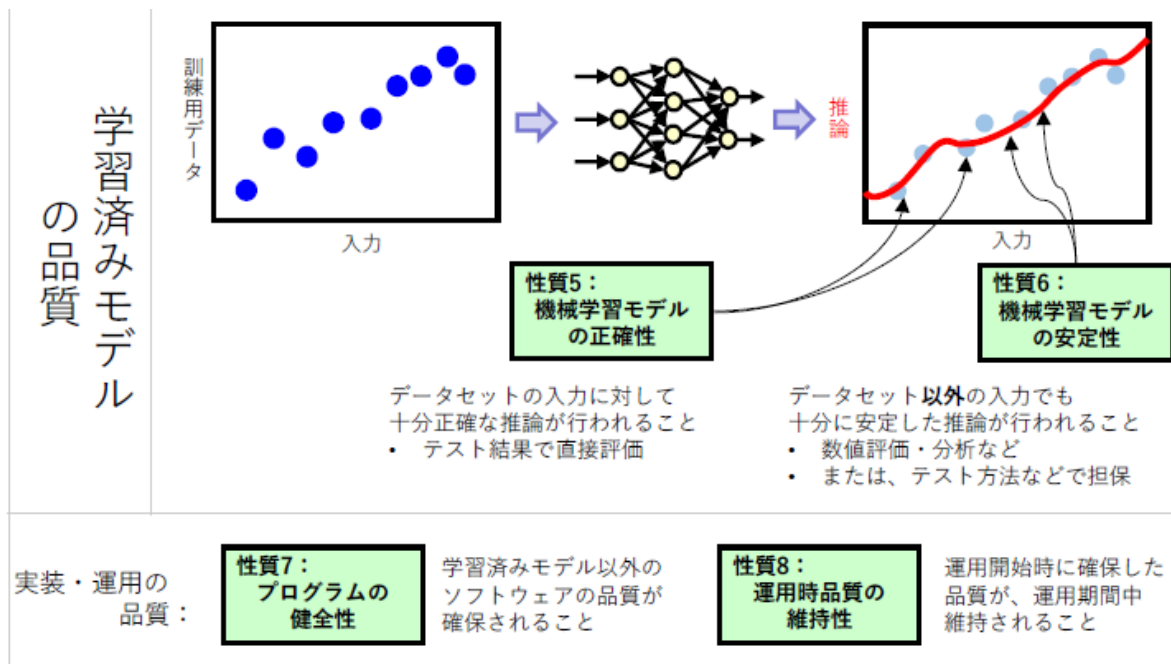 学習済みモデル
の品質
訓練用データ
入力
推論
入力
性質5：
機械学習モデル
の正確性
性質6：
機械学習モデル
の安定性
データセットの入力に対して
十分正確な推論が行われること
• テスト結果で直接評価
データセット以外の入力でも
十分に安定した推論が行われること
• 数値評価・分析など
• または、テスト方法などで担保
実装・運用の
品質：
性質7：
プログラムの
健全性
学習済みモデル以外の
ソフトウェアの品質が
確保されること
性質8：
運用時品質の
維持性
運用開始時に確保した
品質が、運用期間中
維持されること